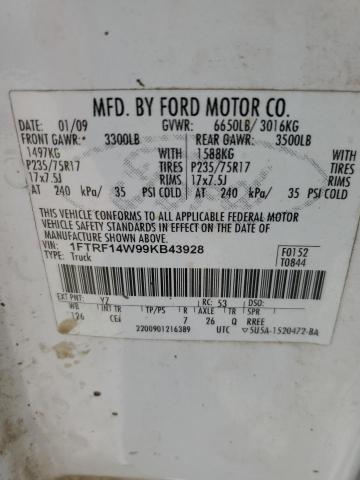 MFD. BY FORD MOTOR CO.
01/09 GVWR: 6650LB/ 3016KG
FRONT GAWR: 3300LB REAR GAWR: 3500LB
1497KG WITH 1588KG WITH
P235/75R17 TIRES P235/75R17 TIRES
17x7.5J RIMS 17x7.5J RIMS
AT 240 kPa/ 35 PSI COLD AT 240 kPa/ 35 PSI COLD
THIS VEHICLE CONFORMS TO ALL APPLICABLE FEDERAL MOTOR
VEHICLE SAFETY STANDARDS IN EFFECT ON THE DATE OF
MANUFACTURE SHOWN ABOVE.
VIN: 1FTRF14W99KB43928 F0152
TYPE: Truck T0844
EXT PNT: YZ RC: 53 DSO:
WB INT TR TP/PS R AXLE TR SPR
126 7 26 Q RREE
2200901216389 UTC ▽5U5A-1520472-BA